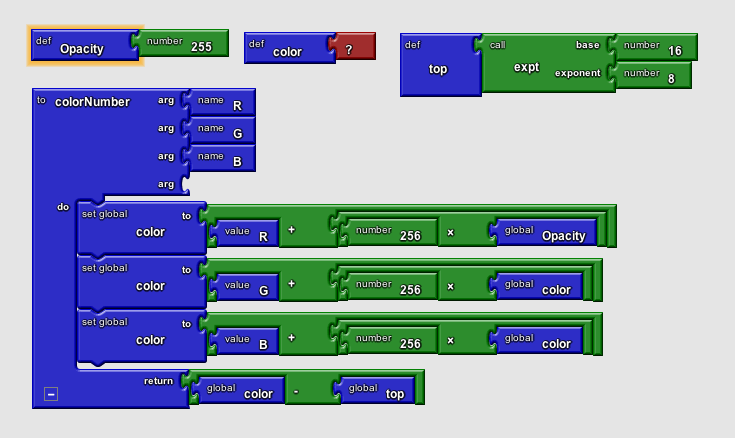 def Opacity number 255
def color ?
def top call expt base number 16
exponent number 8
to colorNumber arg name R
arg name G
arg name B
arg
do
set global color to value R + number 256 × global Opacity
set global color to value G + number 256 × global color
set global color to value B + number 256 × global color
return global color - global top